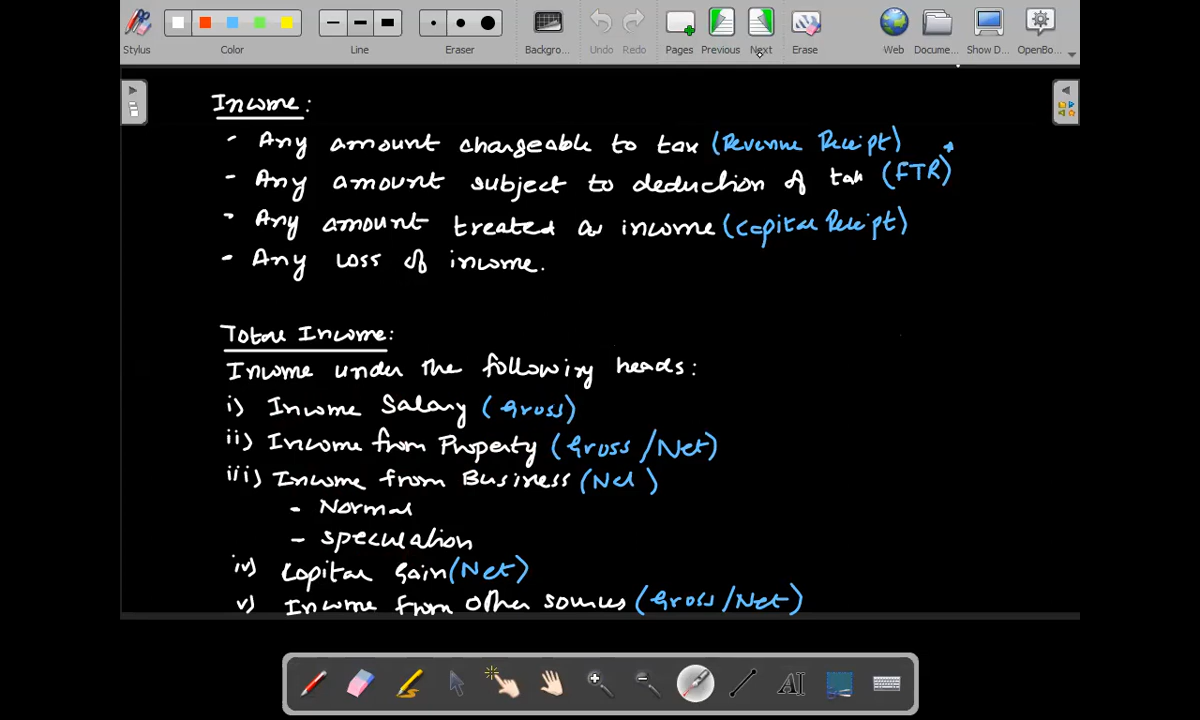 Stylus Color Line Eraser Backgro... Undo Redo Pages Previous Next Erase Web Docume... Show D... OpenBo...
Income:
- Any amount chargeable to tax (Revenue Receipt)
- Any amount subject to deduction of tax (FTR)*
- Any amount treated as income (Capital Receipt)
- Any Loss of income.
Total Income:
Income under the following heads:
i) Income Salary (Gross)
ii) Income from Property (Gross/Net)
iii) Income from Business (Net)
- Normal
- speculation
iv) Capital Gain (Net)
v) Income from Other sources (Gross/Net)
AI